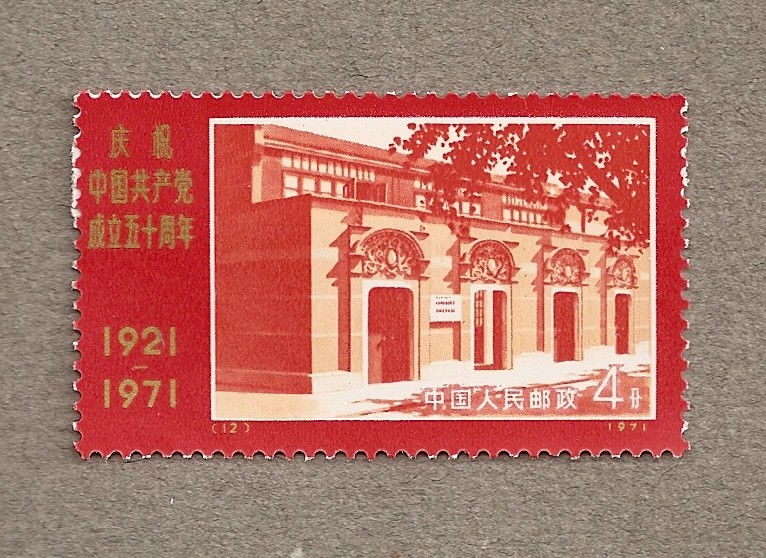 庆祝
中国共产党
成立五十周年
1921
–
1971
中国人民邮政 4分
(12)
1971